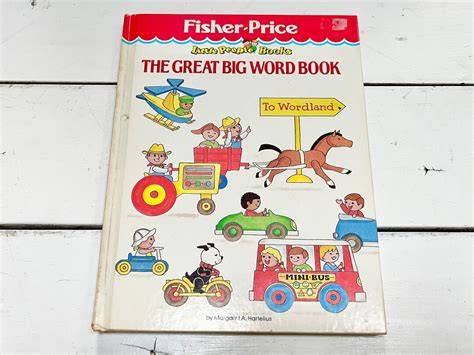 Fisher-Price
Little People Books
THE GREAT BIG WORD BOOK
To Wordland
MINI-BUS
by Margaret A. Hartelius